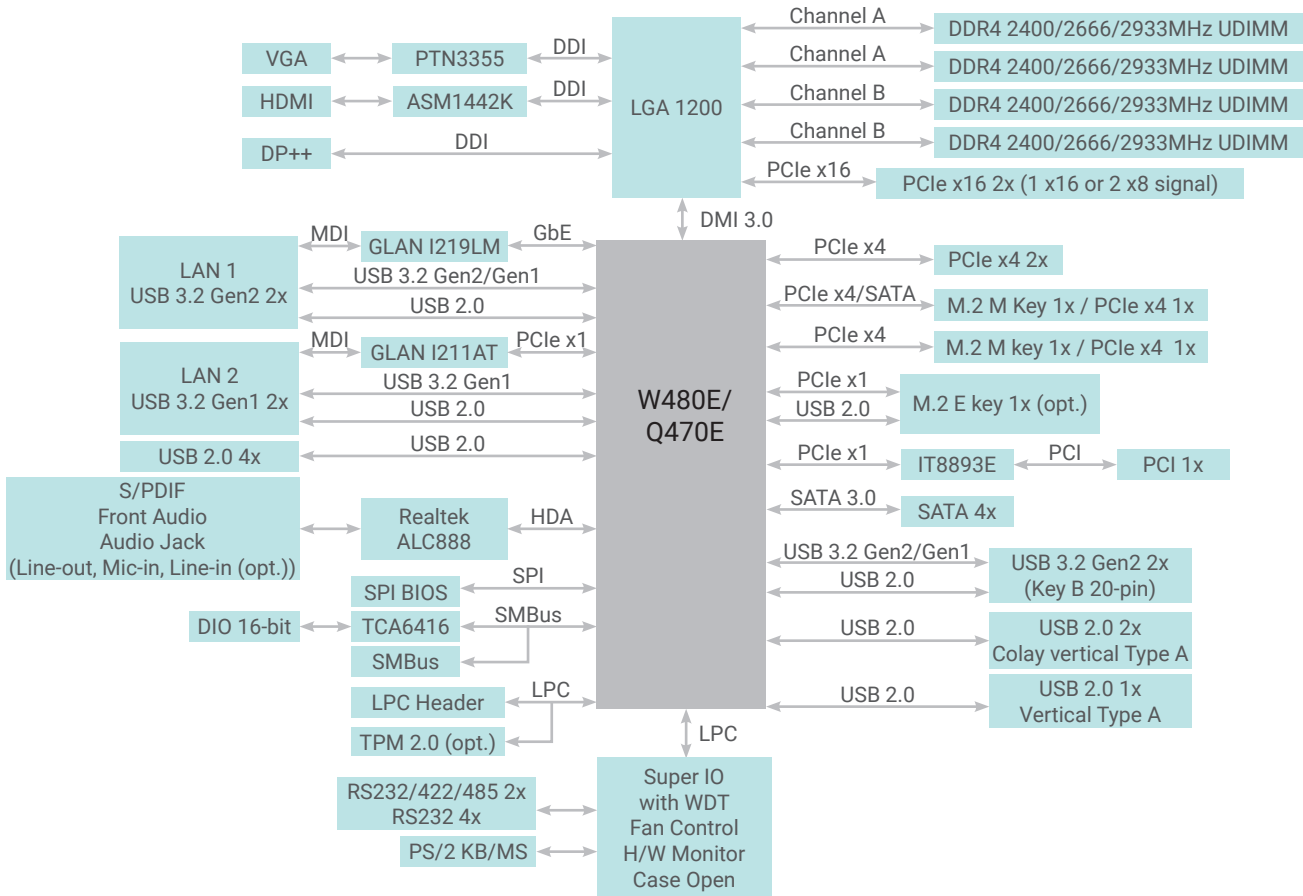 Channel A
DDR4 2400/2666/2933MHz UDIMM
VGA
PTN3355
DDI
Channel A
DDR4 2400/2666/2933MHz UDIMM
HDMI
ASM1442K
DDI
LGA 1200
Channel B
DDR4 2400/2666/2933MHz UDIMM
Channel B
DDR4 2400/2666/2933MHz UDIMM
DP++
DDI
PCIe x16
PCIe x16 2x (1 x16 or 2 x8 signal)
DMI 3.0
LAN 1
USB 3.2 Gen2 2x
MDI
GLAN I219LM
GbE
USB 3.2 Gen2/Gen1
USB 2.0
LAN 2
USB 3.2 Gen1 2x
MDI
GLAN I211AT
PCIe x1
USB 3.2 Gen1
USB 2.0
USB 2.0 4x
USB 2.0
S/PDIF
Front Audio
Audio Jack
(Line-out, Mic-in, Line-in (opt.))
Realtek
ALC888
HDA
SPI BIOS
SPI
DIO 16-bit
TCA6416
SMBus
SMBus
LPC Header
LPC
TPM 2.0 (opt.)
W480E/
Q470E
PCIe x4
PCIe x4 2x
PCIe x4/SATA
M.2 M Key 1x / PCIe x4 1x
PCIe x4
M.2 M key 1x / PCIe x4 1x
PCIe x1
USB 2.0
M.2 E key 1x (opt.)
PCIe x1
IT8893E
PCI
PCI 1x
SATA 3.0
SATA 4x
USB 3.2 Gen2/Gen1
USB 2.0
USB 3.2 Gen2 2x
(Key B 20-pin)
USB 2.0
USB 2.0 2x
Colay vertical Type A
USB 2.0
USB 2.0 1x
Vertical Type A
LPC
RS232/422/485 2x
RS232 4x
PS/2 KB/MS
Super IO
with WDT
Fan Control
H/W Monitor
Case Open